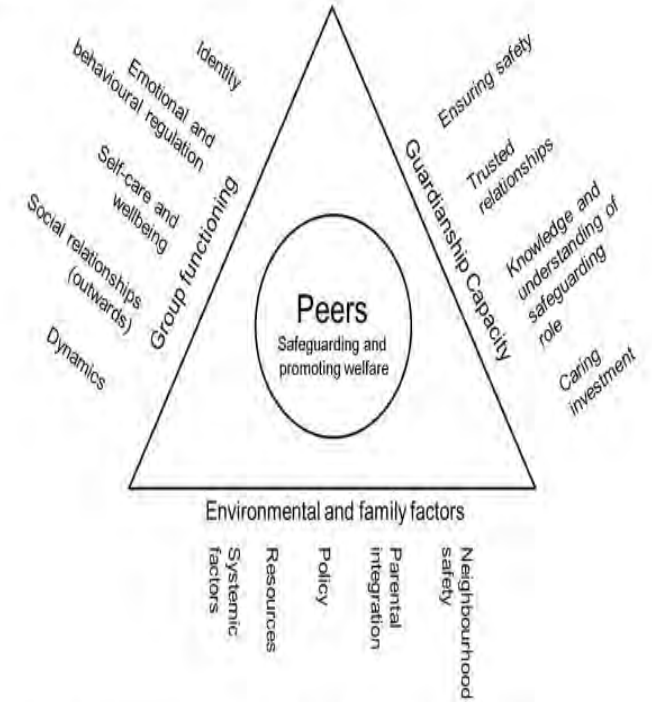 Identity
Emotional and
behavioural regulation
Self-care and
wellbeing
Social relationships
(outwards)
Dynamics
Group functioning
Ensuring safety
Trusted
relationships
Knowledge and
understanding of
safeguarding
role
Caring
investment
Guardianship Capacity
Peers
Safeguarding and
promoting welfare
Environmental and family factors
Systemic
factors
Resources
Policy
Parental
integration
Neighbourhood
safety